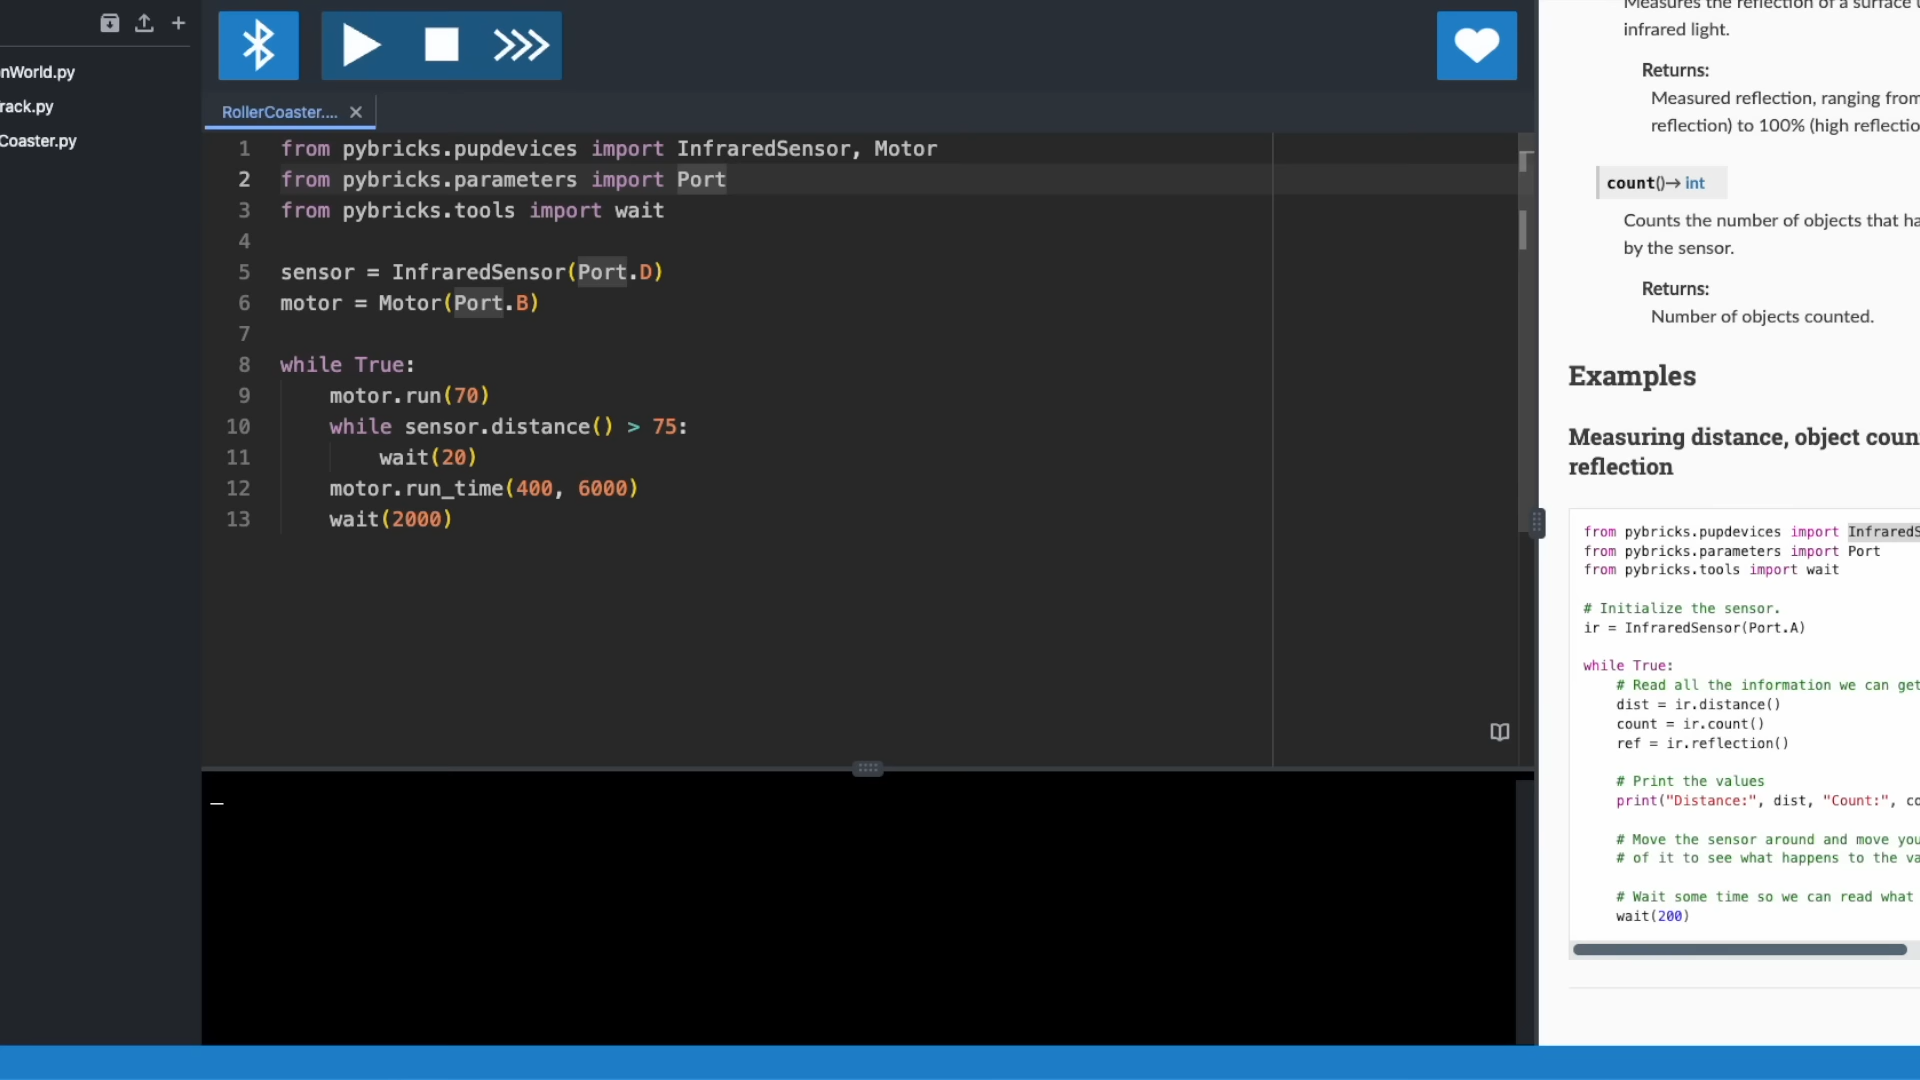 nWorld.py
rack.py
Coaster.py
RollerCoaster....
1 from pybricks.pupdevices import InfraredSensor, Motor
2 from pybricks.parameters import Port
3 from pybricks.tools import wait
4
5 sensor = InfraredSensor(Port.D)
6 motor = Motor(Port.B)
7
8 while True:
9     motor.run(70)
10     while sensor.distance() > 75:
11         wait(20)
12     motor.run_time(400, 6000)
13     wait(2000)
Measures the reflection of a surface
infrared light.
Returns:
Measured reflection, ranging from
reflection) to 100% (high reflectio
count()→ int
Counts the number of objects that ha
by the sensor.
Returns:
Number of objects counted.
Examples
Measuring distance, object coun
reflection
from pybricks.pupdevices import InfraredS
from pybricks.parameters import Port
from pybricks.tools import wait
# Initialize the sensor.
ir = InfraredSensor(Port.A)
while True:
    # Read all the information we can get
    dist = ir.distance()
    count = ir.count()
    ref = ir.reflection()
    # Print the values
    print("Distance:", dist, "Count:", co
    # Move the sensor around and move you
    # of it to see what happens to the va
    # Wait some time so we can read what
    wait(200)